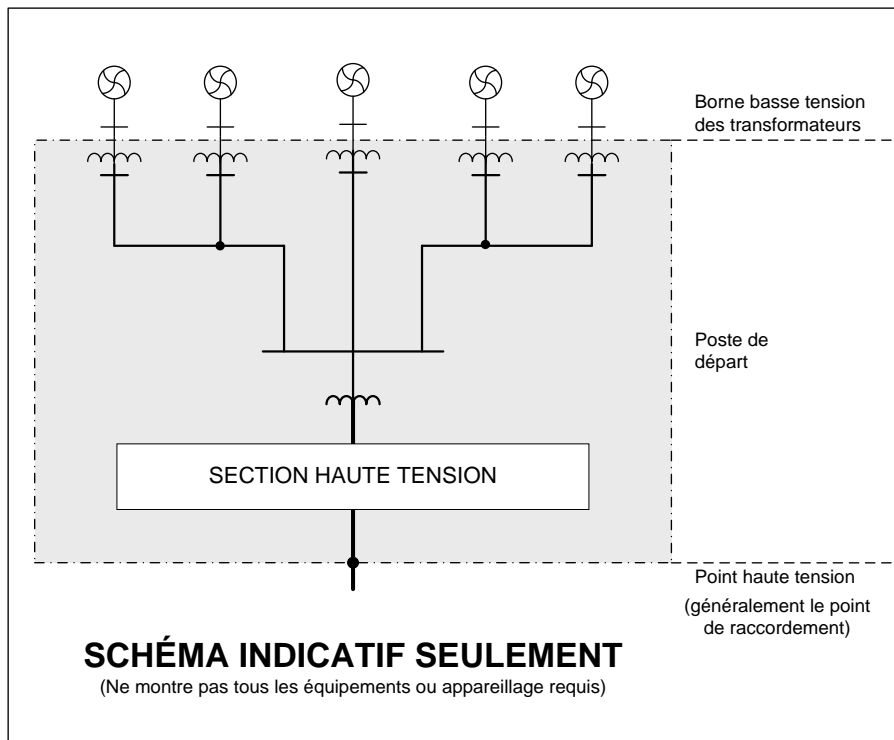 Borne basse tension
des transformateurs
Poste de
départ
SECTION HAUTE TENSION
Point haute tension
(généralement le point
de raccordement)
SCHÉMA INDICATIF SEULEMENT
(Ne montre pas tous les équipements ou appareillage requis)